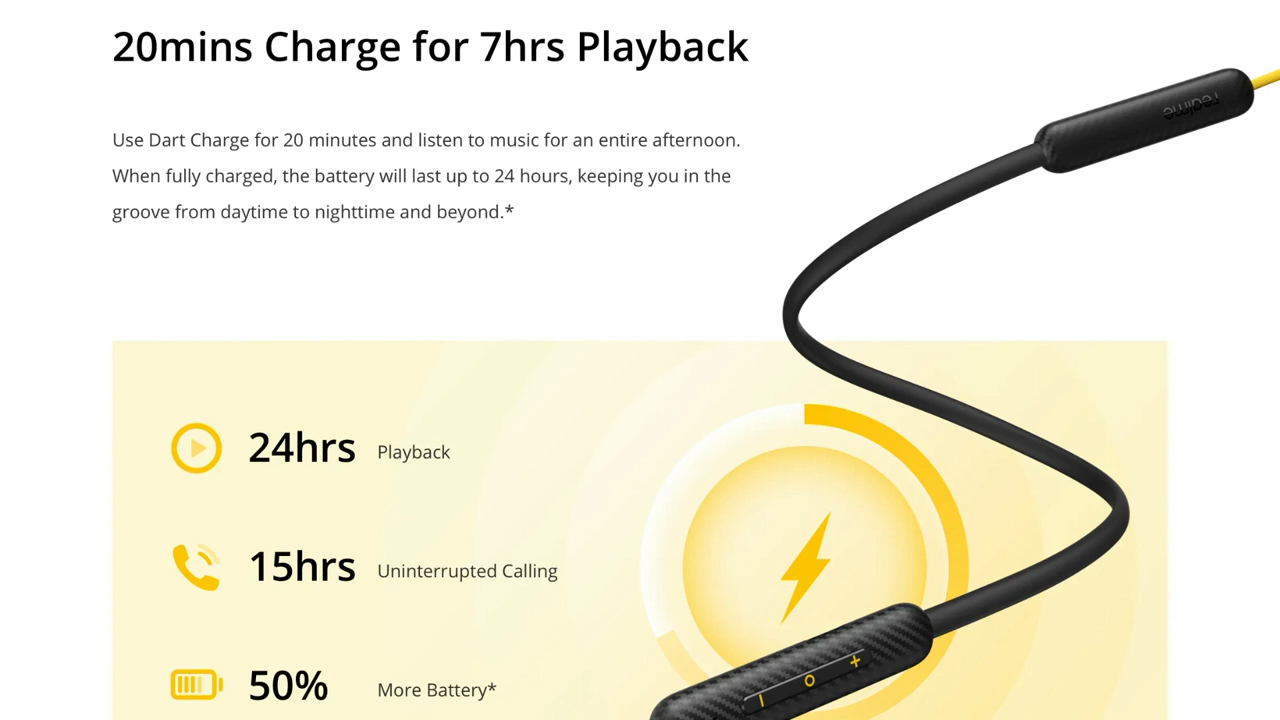 20mins Charge for 7hrs Playback
realme
Use Dart Charge for 20 minutes and listen to music for an entire afternoon.
When fully charged, the battery will last up to 24 hours, keeping you in the
groove from daytime to nighttime and beyond.*
24hrs Playback
15hrs Uninterrupted Calling
50% More Battery*